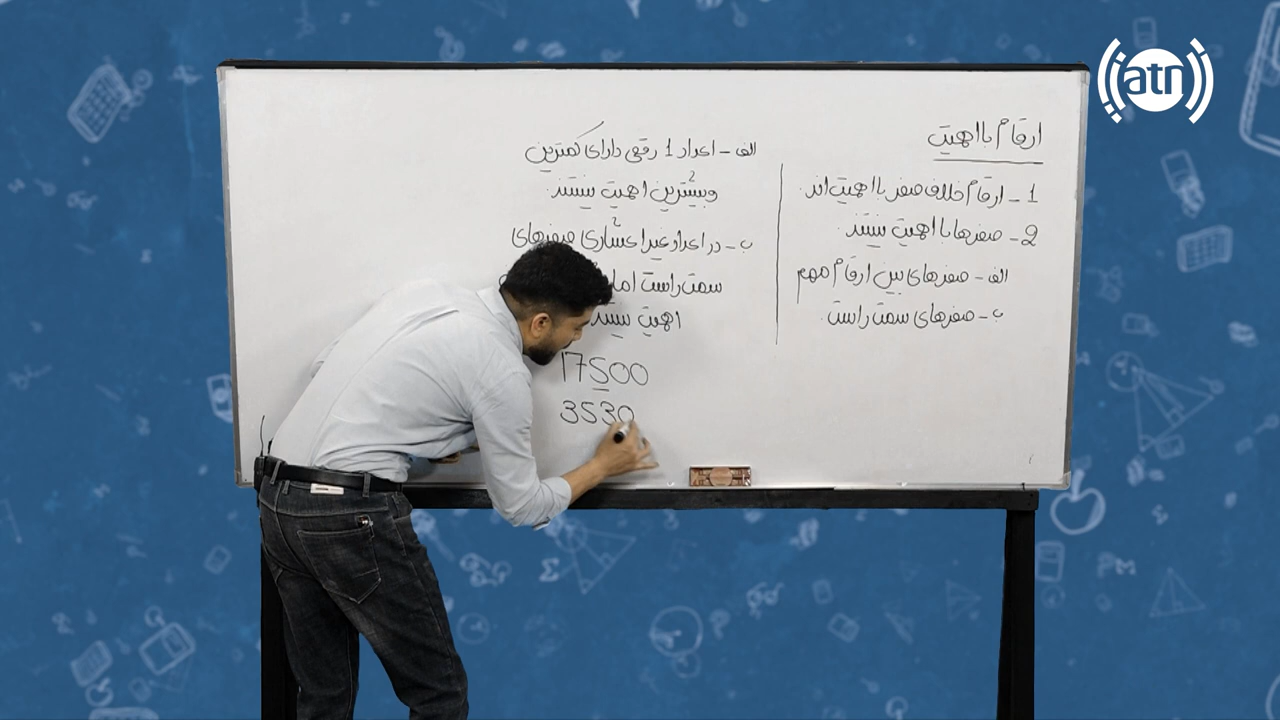 atn
ارقام با اهمیت
1 - ارقام خلاف صفر با اهمیت اند.
2 - صفرها با اهمیت نیستند.
الف - صفرهای بین ارقام مهم
ب - صفرهای سمت راست.
الف - اعداد 1 رقمی دارای کمترین
و بیشترین اهمیت نیستند.
ب - در اعداد غیر اعشاری صفرهای
سمت راست اما
اهمیت نیستند
17500
3530